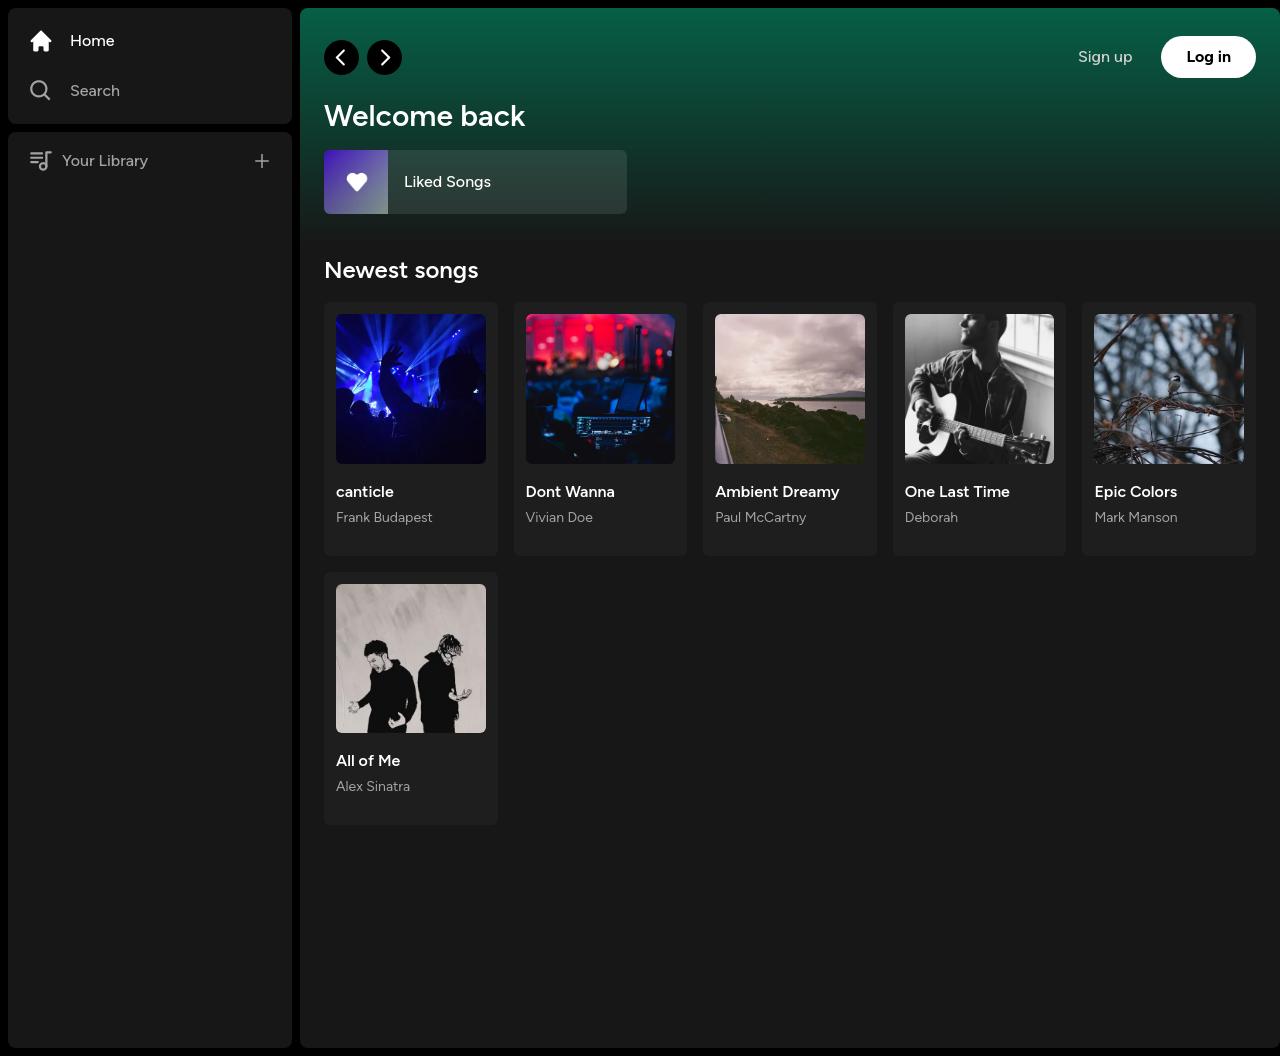 Home
Search
Your Library
Sign up
Log in
Welcome back
Liked Songs
Newest songs
canticle
Frank Budapest
Dont Wanna
Vivian Doe
Ambient Dreamy
Paul McCartny
One Last Time
Deborah
Epic Colors
Mark Manson
All of Me
Alex Sinatra